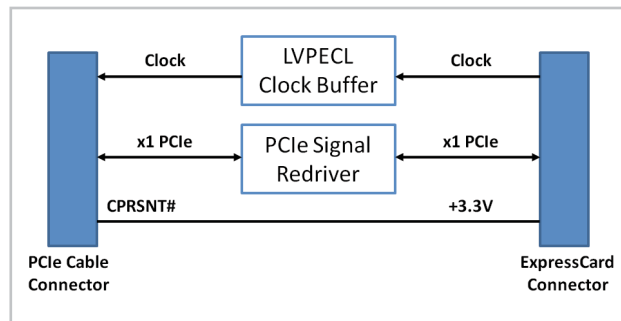 Clock
LVPECL
Clock Buffer
Clock
x1 PCIe
PCIe Signal
Redriver
x1 PCIe
CPRSNT#
+3.3V
PCIe Cable
Connector
ExpressCard
Connector